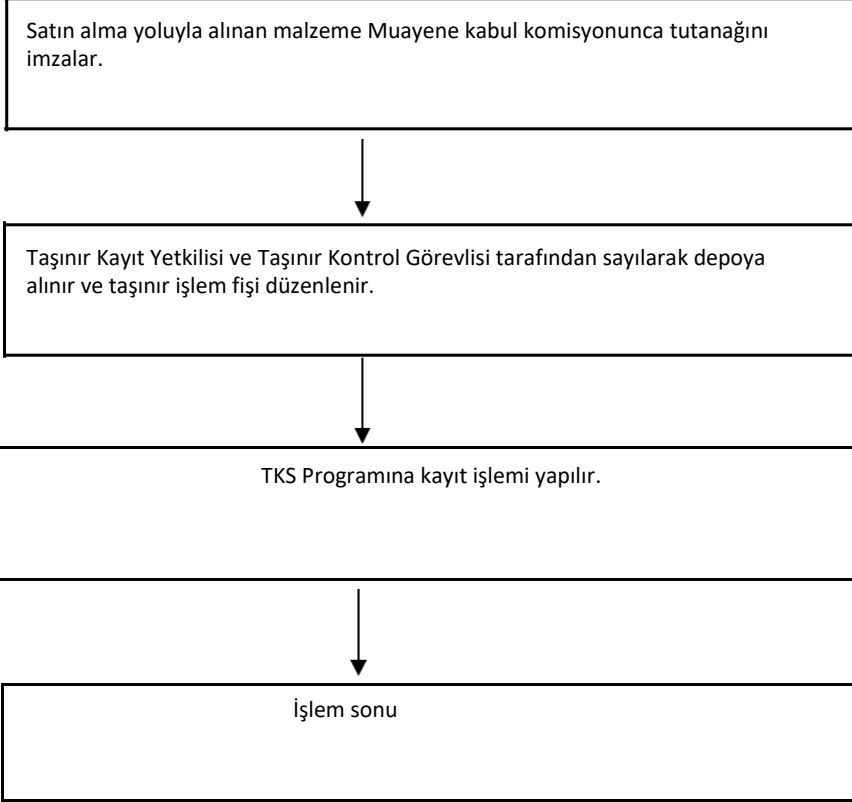 Satın alma yoluyla alınan malzeme Muayene kabul komisyonunca tutanağını
imzalar.
Taşınır Kayıt Yetkilisi ve Taşınır Kontrol Görevlisi tarafından sayılarak depoya
alınır ve taşınır işlem fişi düzenlenir.
TKS Programına kayıt işlemi yapılır.
İşlem sonu